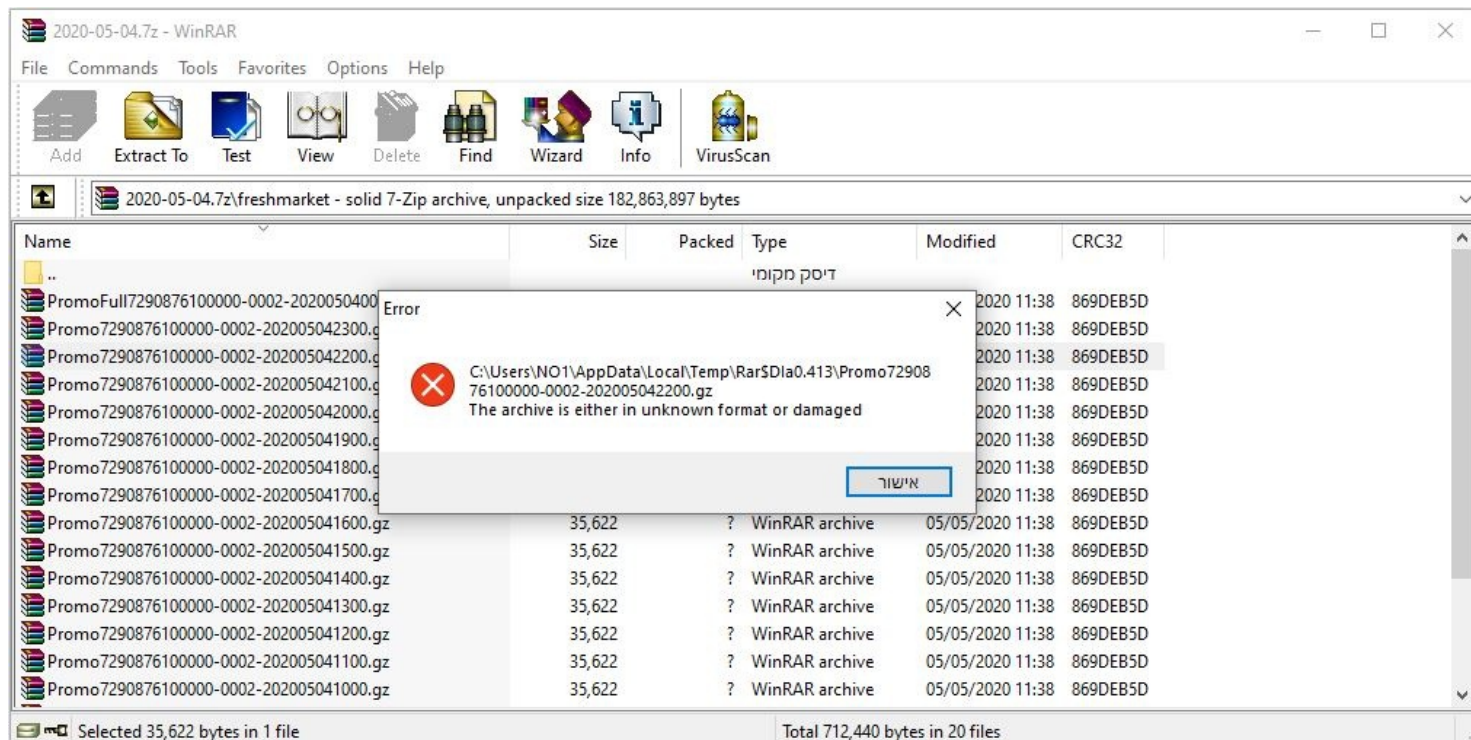 2020-05-04.7z - WinRAR
File Commands Tools Favorites Options Help
Add Extract To Test View Delete Find Wizard Info VirusScan
2020-05-04.7z\freshmarket - solid 7-Zip archive, unpacked size 182,863,897 bytes
Name Size Packed Type Modified CRC32
.. דיסק מקומי
PromoFull7290876100000-0002-202005040 2020 11:38 869DEB5D
Promo7290876100000-0002-202005042300.g 2020 11:38 869DEB5D
Promo7290876100000-0002-202005042200.g 2020 11:38 869DEB5D
Promo7290876100000-0002-202005042100.g 2020 11:38 869DEB5D
Promo7290876100000-0002-202005042000.g 2020 11:38 869DEB5D
Promo7290876100000-0002-202005041900.g 2020 11:38 869DEB5D
Promo7290876100000-0002-202005041800.g 2020 11:38 869DEB5D
Promo7290876100000-0002-202005041700.g 2020 11:38 869DEB5D
Error
C:\Users\NO1\AppData\Local\Temp\Rar$DIa0.413\Promo72908
76100000-0002-202005042200.gz
The archive is either in unknown format or damaged
אישור
Promo7290876100000-0002-202005041600.gz 35,622 ? WinRAR archive 05/05/2020 11:38 869DEB5D
Promo7290876100000-0002-202005041500.gz 35,622 ? WinRAR archive 05/05/2020 11:38 869DEB5D
Promo7290876100000-0002-202005041400.gz 35,622 ? WinRAR archive 05/05/2020 11:38 869DEB5D
Promo7290876100000-0002-202005041300.gz 35,622 ? WinRAR archive 05/05/2020 11:38 869DEB5D
Promo7290876100000-0002-202005041200.gz 35,622 ? WinRAR archive 05/05/2020 11:38 869DEB5D
Promo7290876100000-0002-202005041100.gz 35,622 ? WinRAR archive 05/05/2020 11:38 869DEB5D
Promo7290876100000-0002-202005041000.gz 35,622 ? WinRAR archive 05/05/2020 11:38 869DEB5D
Selected 35,622 bytes in 1 file Total 712,440 bytes in 20 files